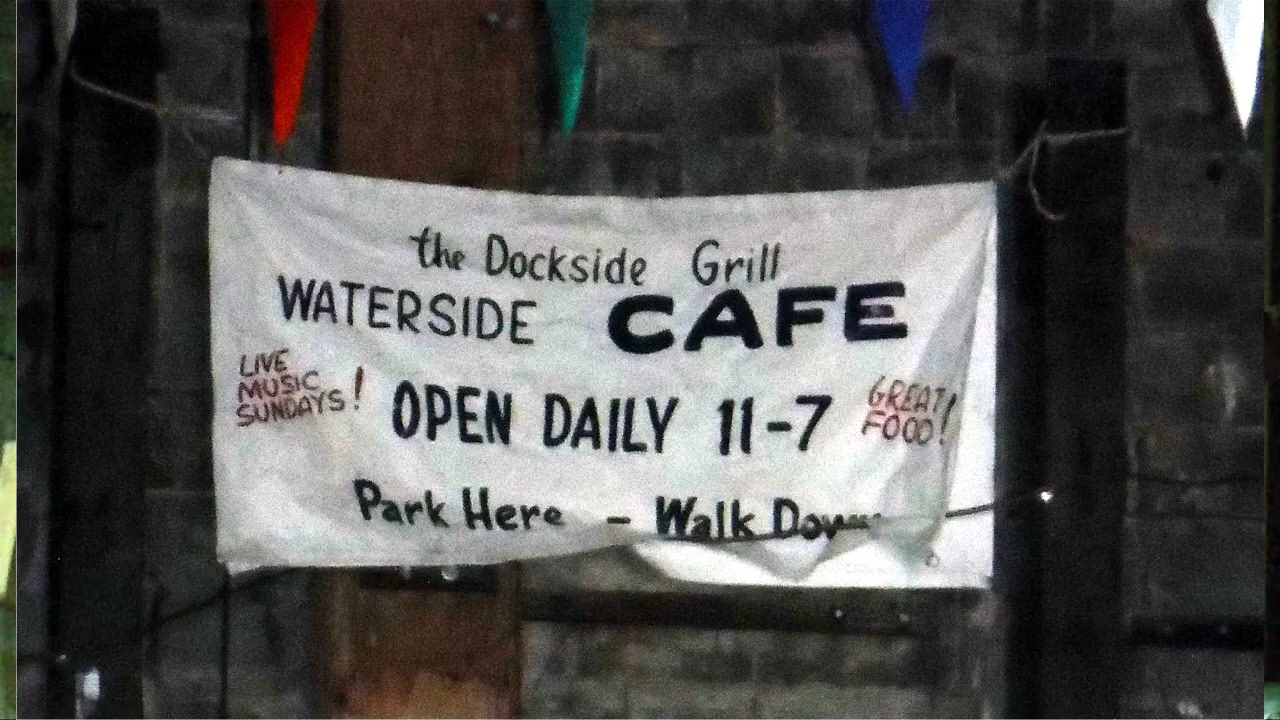 the Dockside Grill
WATERSIDE CAFE
LIVE
MUSIC
SUNDAYS!
OPEN DAILY 11-7
GREAT
FOOD!
Park Here - Walk Down